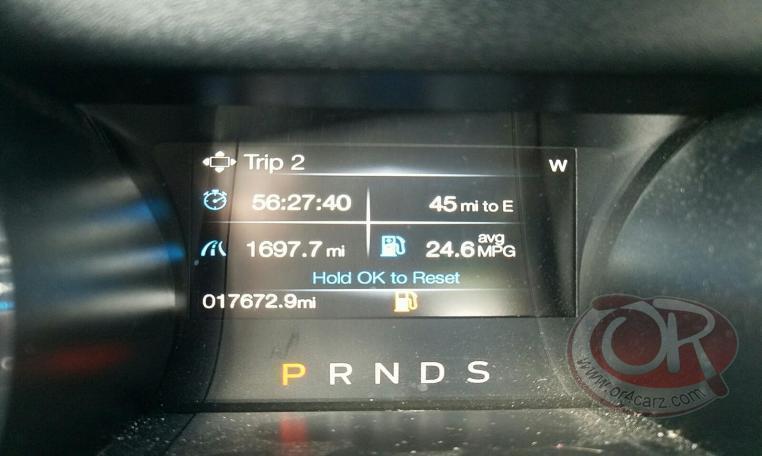 Trip 2 W
56:27:40 45 mi to E
1697.7 mi 24.6 avg MPG
Hold OK to Reset
017672.9mi
P R N D S
OR
www.or4carz.com